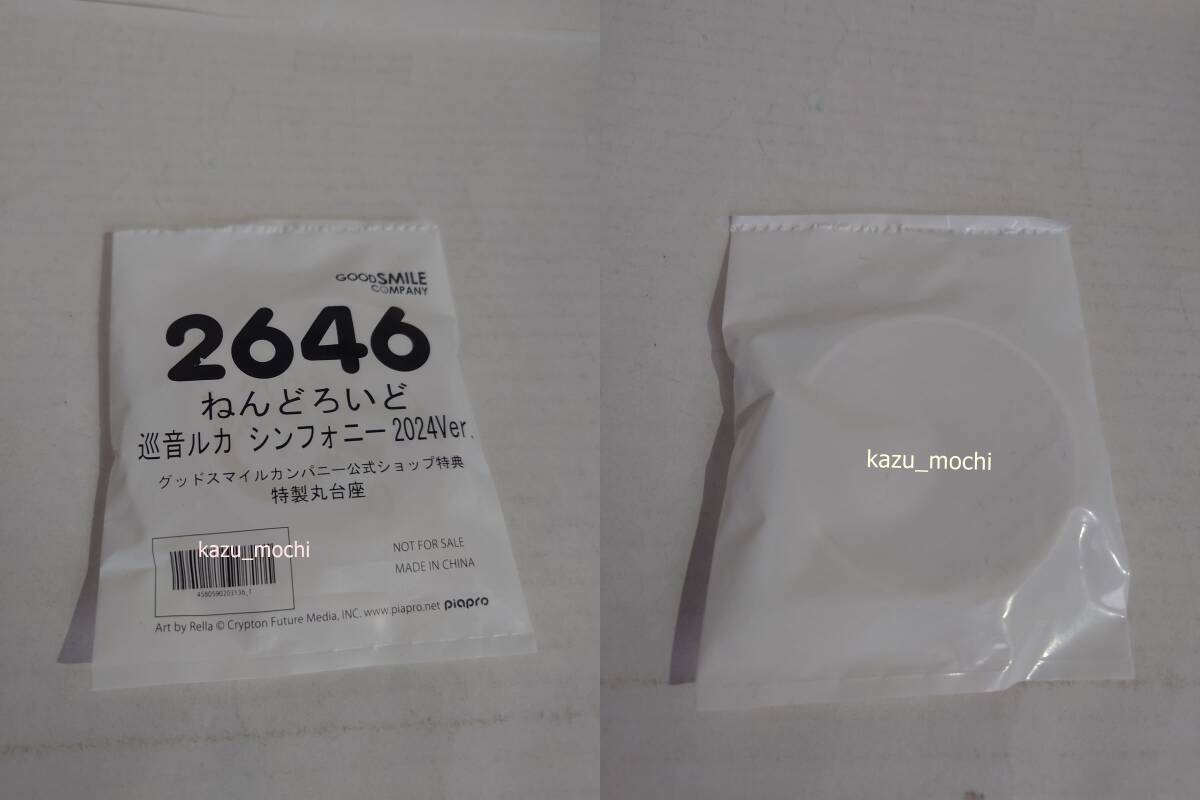 GOODSMILE
COMPANY
2646
ねんどろいど
巡音ルカ シンフォニー 2024Ver.
グッドスマイルカンパニー公式ショップ特典
特製丸台座
kazu_mochi
4580590203136_1
NOT FOR SALE
MADE IN CHINA
Art by Rella © Crypton Future Media, INC. www.piapro.net piapro
kazu_mochi